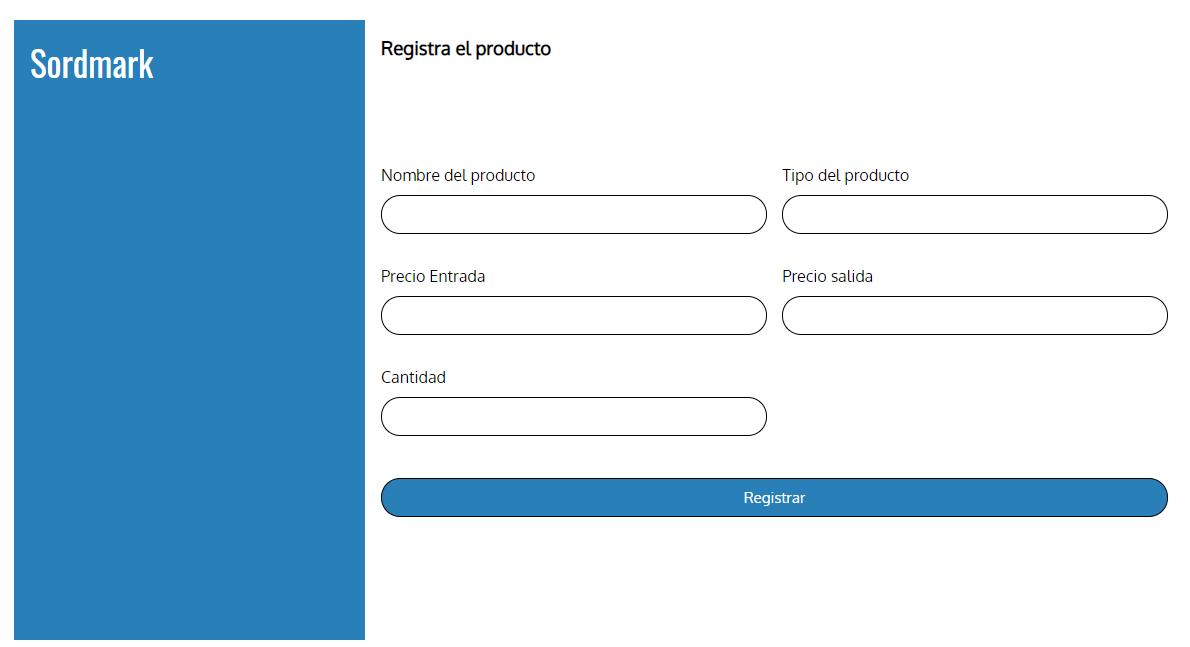 Sordmark
Registra el producto
Nombre del producto
Tipo del producto
Precio Entrada
Precio salida
Cantidad
Registrar